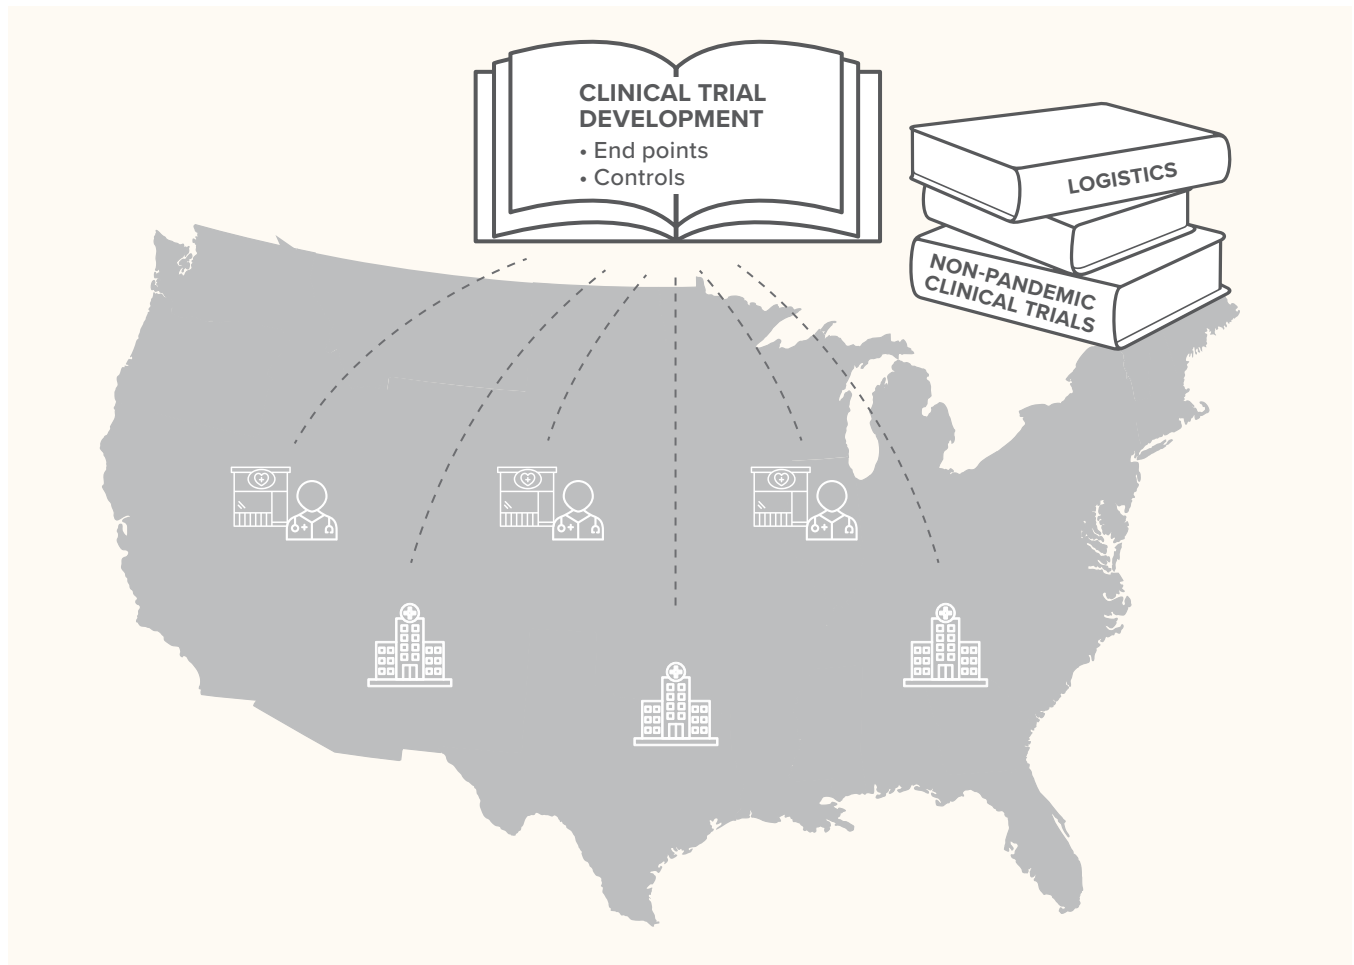 CLINICAL TRIAL
DEVELOPMENT
• End points
• Controls
LOGISTICS
NON-PANDEMIC
CLINICAL TRIALS